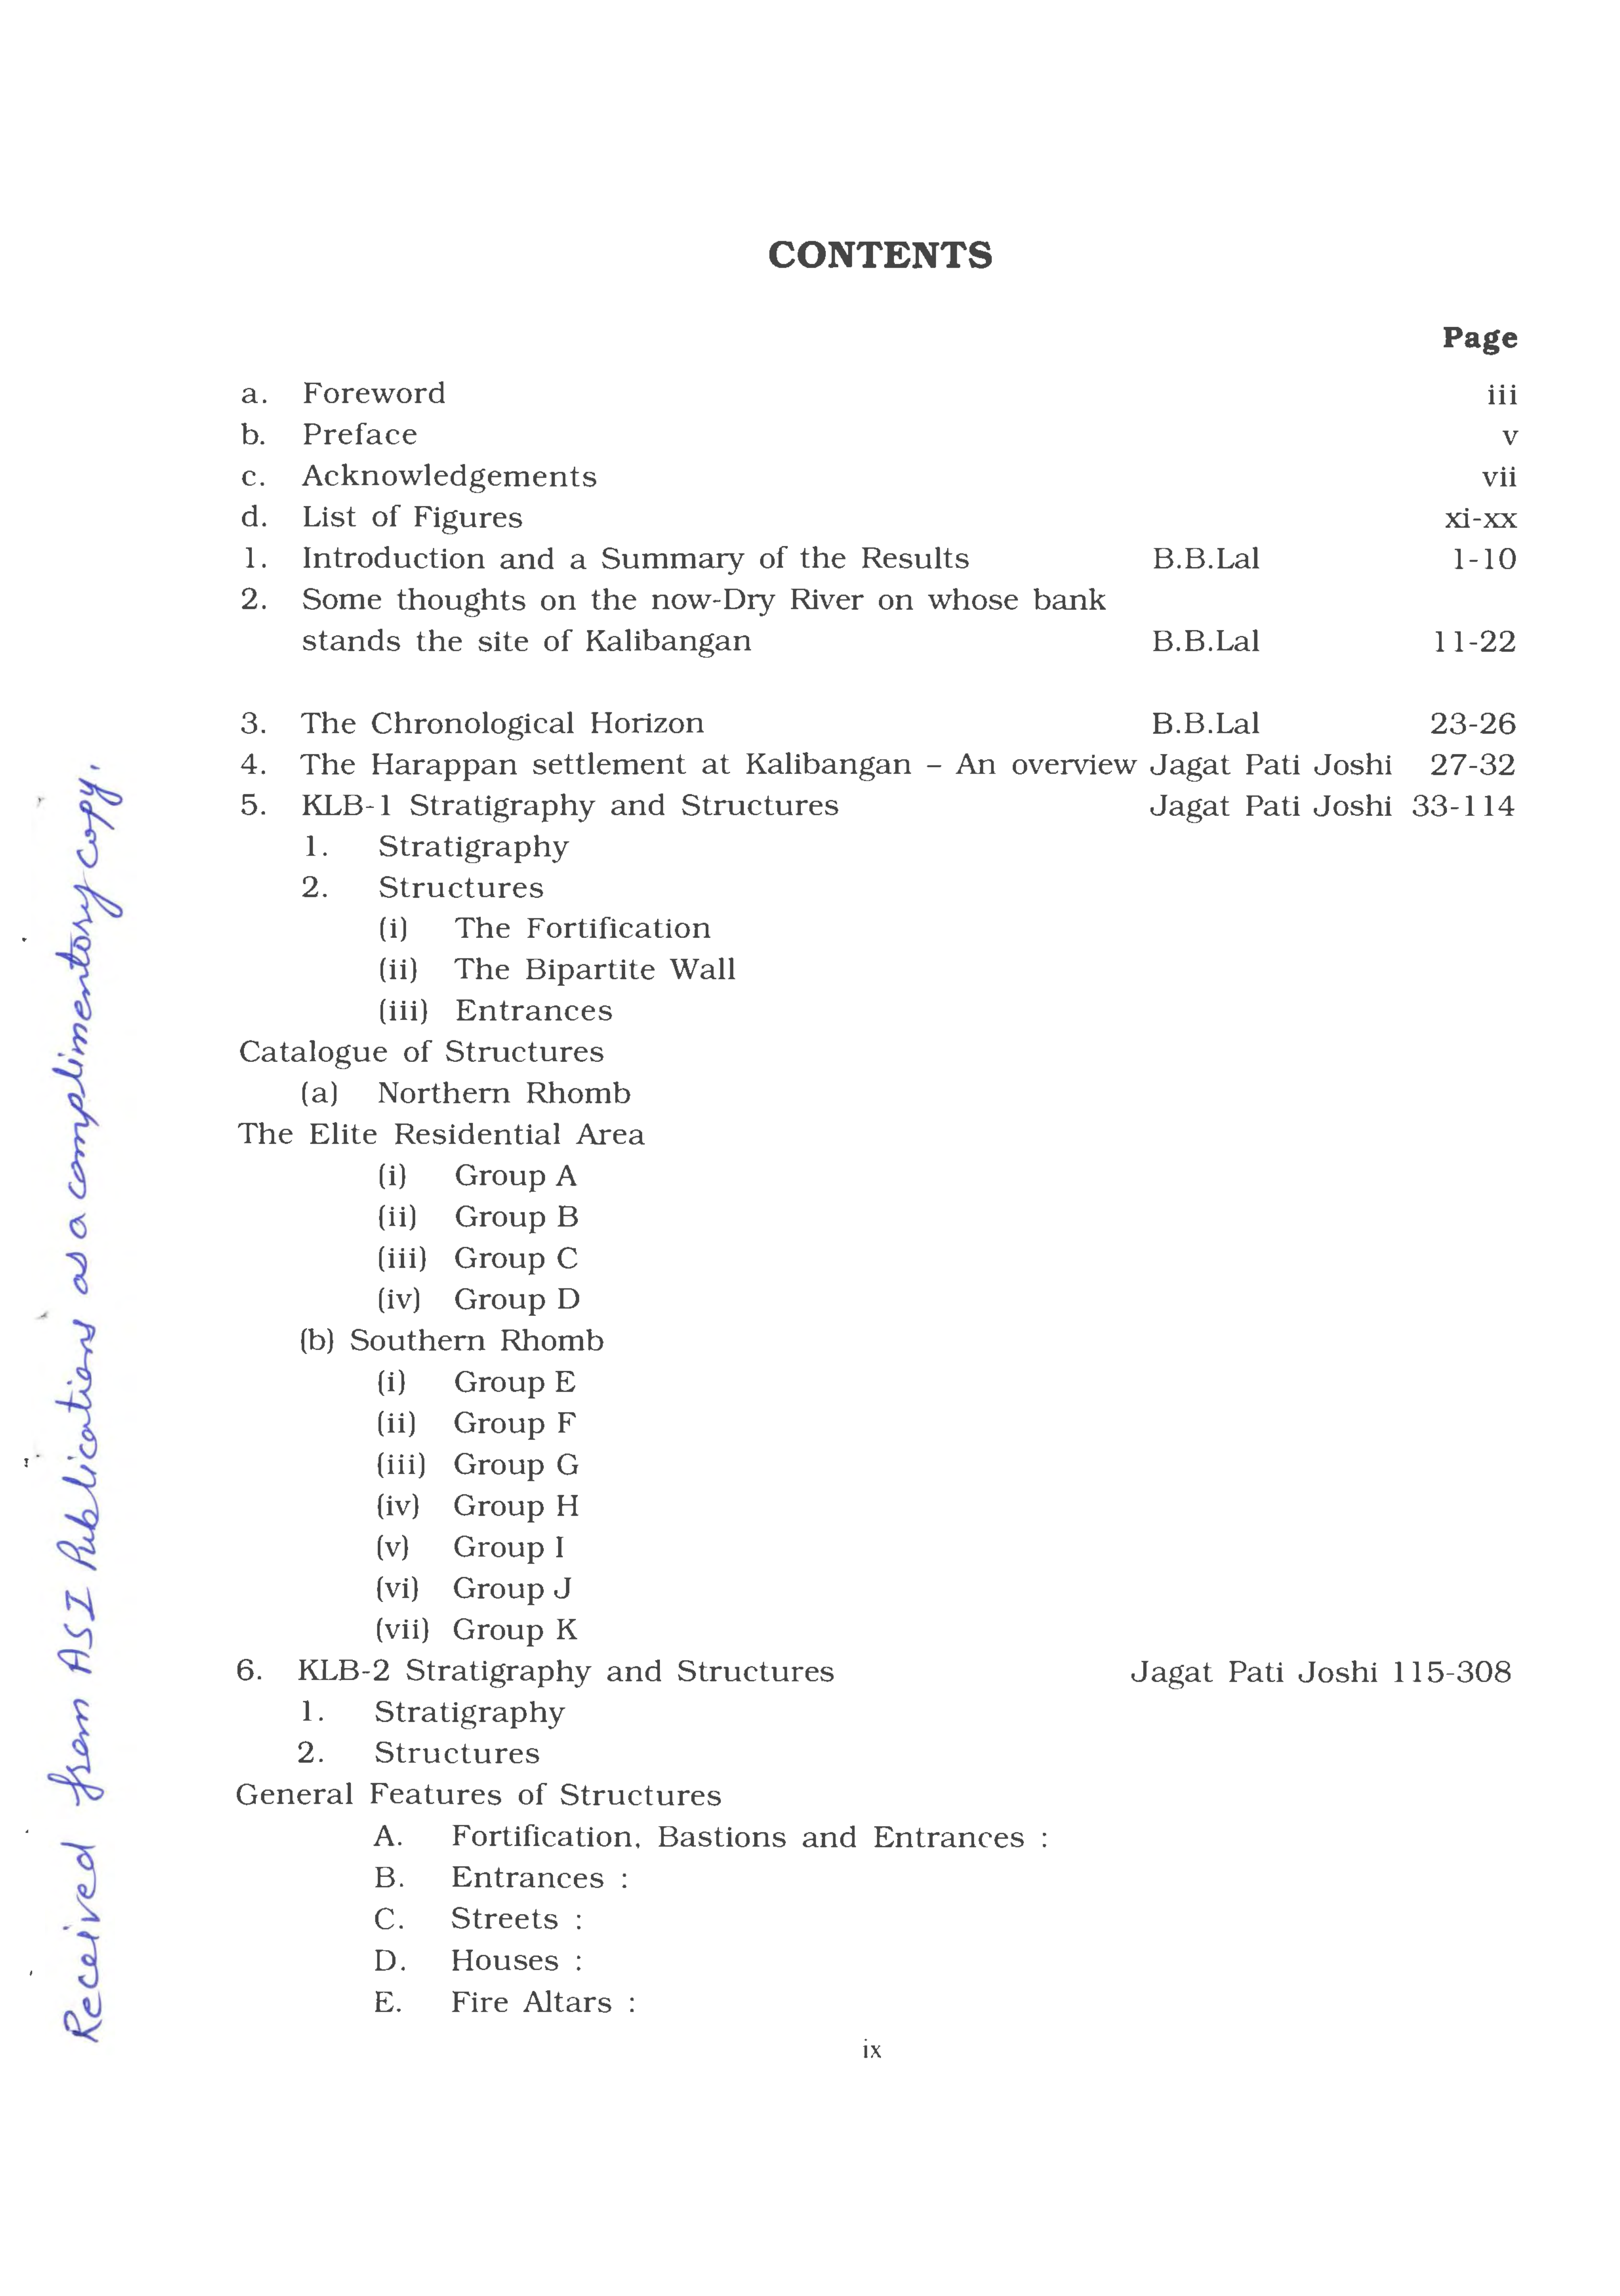 CONTENTS
Page
a. Foreword iii
b. Preface v
c. Acknowledgements vii
d. List of Figures xi-xx
1. Introduction and a Summary of the Results B.B.Lal 1-10
2. Some thoughts on the now-Dry River on whose bank
stands the site of Kalibangan B.B.Lal 11-22
3. The Chronological Horizon B.B.Lal 23-26
4. The Harappan settlement at Kalibangan – An overview Jagat Pati Joshi 27-32
5. KLB-1 Stratigraphy and Structures Jagat Pati Joshi 33-114
1. Stratigraphy
2. Structures
(i) The Fortification
(ii) The Bipartite Wall
(iii) Entrances
Catalogue of Structures
(a) Northern Rhomb
The Elite Residential Area
(i) Group A
(ii) Group B
(iii) Group C
(iv) Group D
(b) Southern Rhomb
(i) Group E
(ii) Group F
(iii) Group G
(iv) Group H
(v) Group I
(vi) Group J
(vii) Group K
6. KLB-2 Stratigraphy and Structures Jagat Pati Joshi 115-308
1. Stratigraphy
2. Structures
General Features of Structures
A. Fortification, Bastions and Entrances :
B. Entrances :
C. Streets :
D. Houses :
E. Fire Altars :
ix
Received from ASI Publications as a complimentory copy.